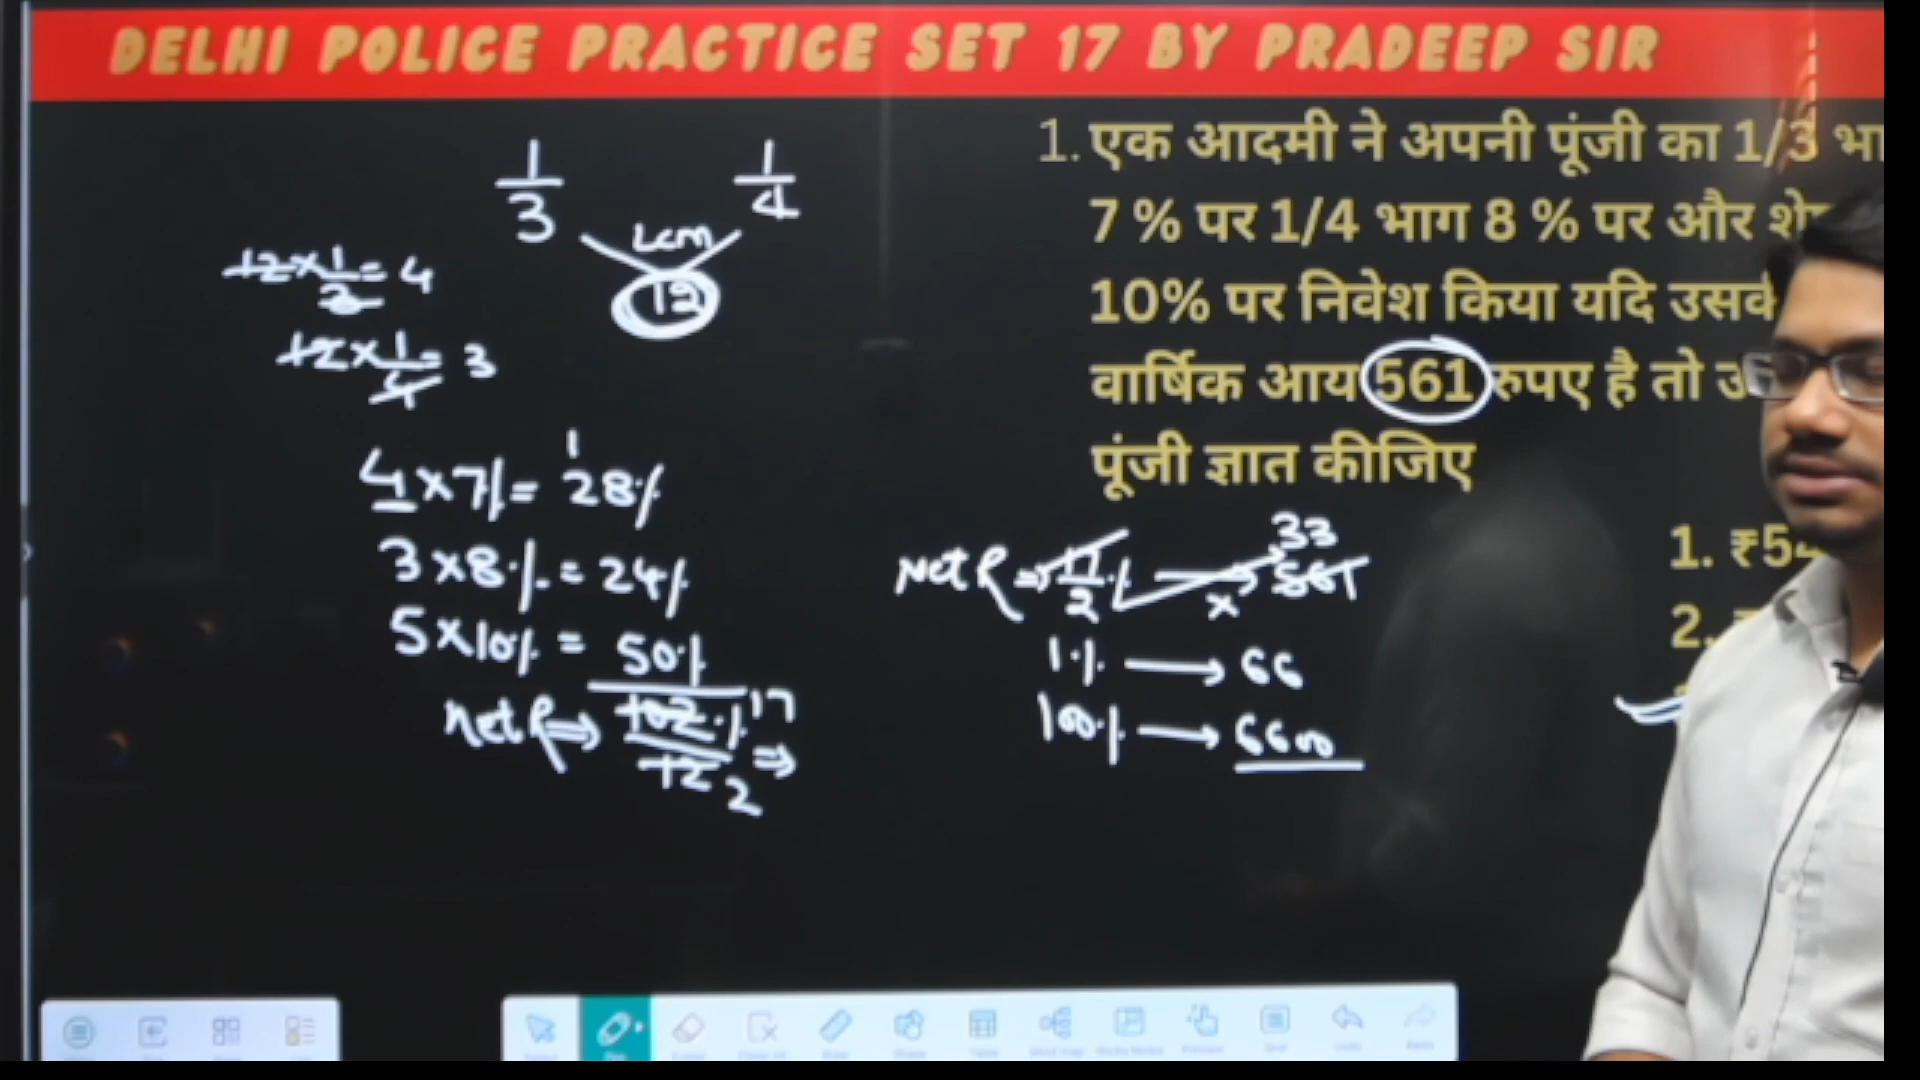 DELHI POLICE PRACTICE SET 17 BY PRADEEP SIR
1. एक आदमी ने अपनी पूंजी का 1/3
7 % पर 1/4 भाग 8 % पर और
10% पर निवेश किया यदि
वार्षिक आय 561 रुपए है तो
पूंजी ज्ञात कीजिए
1. ₹54
2.
1/3 1/4
LCM
12
12 × 1/3 = 4
12 × 1/4 = 3
4 × 7% = 28%
3 × 8% = 24%
5 × 10% = 50%
Net R ⇒ 102%/12 ⇒ 17/2
Net R = 17/2 % → 561 33
×
1% → 66
100% → 6600